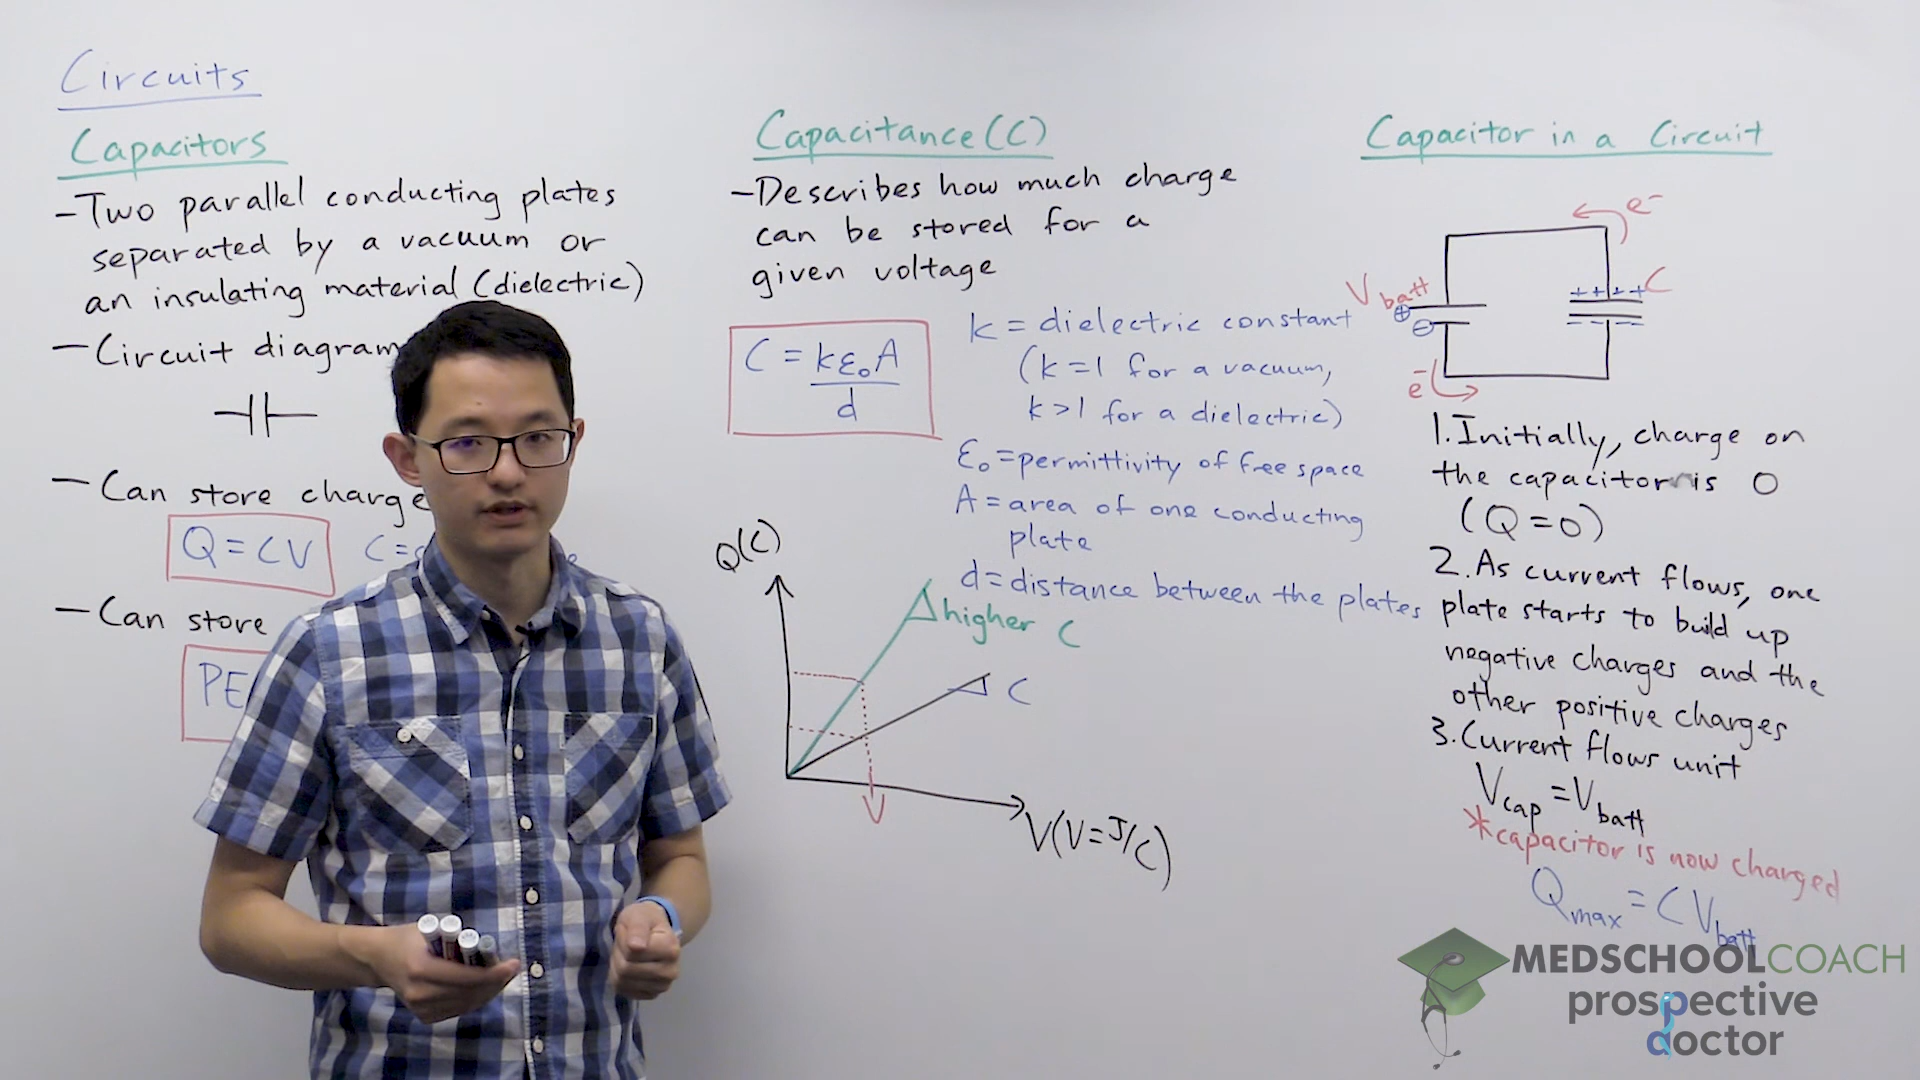 Circuits
Capacitors
-Two parallel conducting plates
separated by a vacuum or
an insulating material (dielectric)
-Circuit diagram
-Can store charge
Q=CV
-Can store
PE
Capacitance(C)
-Describes how much charge
can be stored for a
given voltage
C = kε₀A
d
k = dielectric constant
(k=1 for a vacuum,
k>1 for a dielectric)
ε₀=permittivity of free space
A=area of one conducting
plate
d=distance between the plates
Q(C)
higher C
C
V
V(V=J/C)
Capacitor in a Circuit
e-
V batt
+ + + +
C
⊕
⊖
- - - -
e-
1.Initially, charge on
the capacitor is 0
(Q=0)
2.As current flows, one
plate starts to build up
negative charges and the
other positive charges
3.Current flows unit
Vcap=Vbatt
*capacitor is now charged
Qmax=CVbatt
MEDSCHOOLCOACH
prospective
doctor